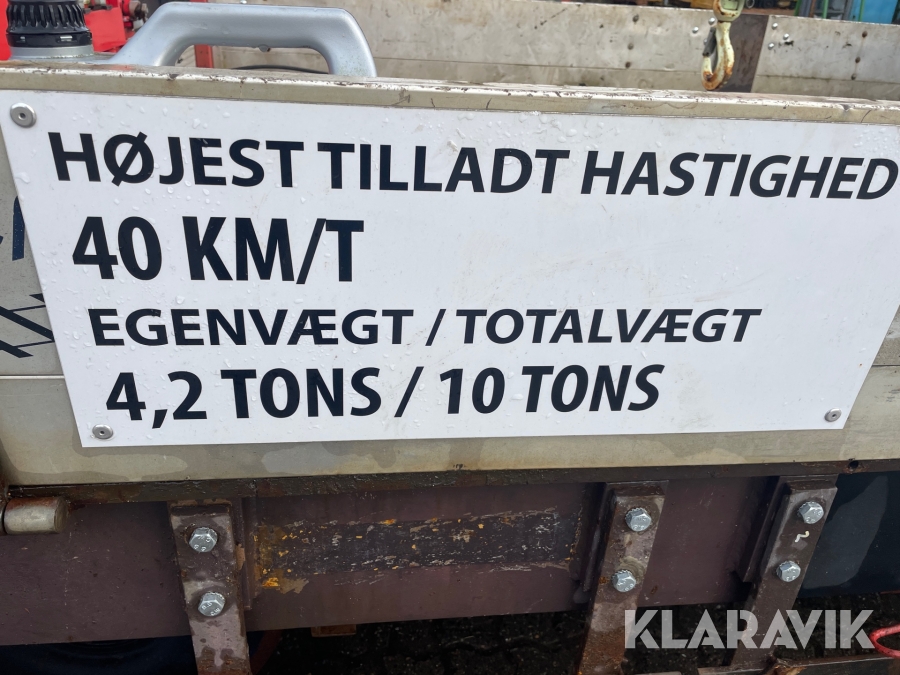 HØJEST TILLADT HASTIGHED
40 KM/T
EGENVÆGT / TOTALVÆGT
4,2 TONS / 10 TONS
KLARAVIK